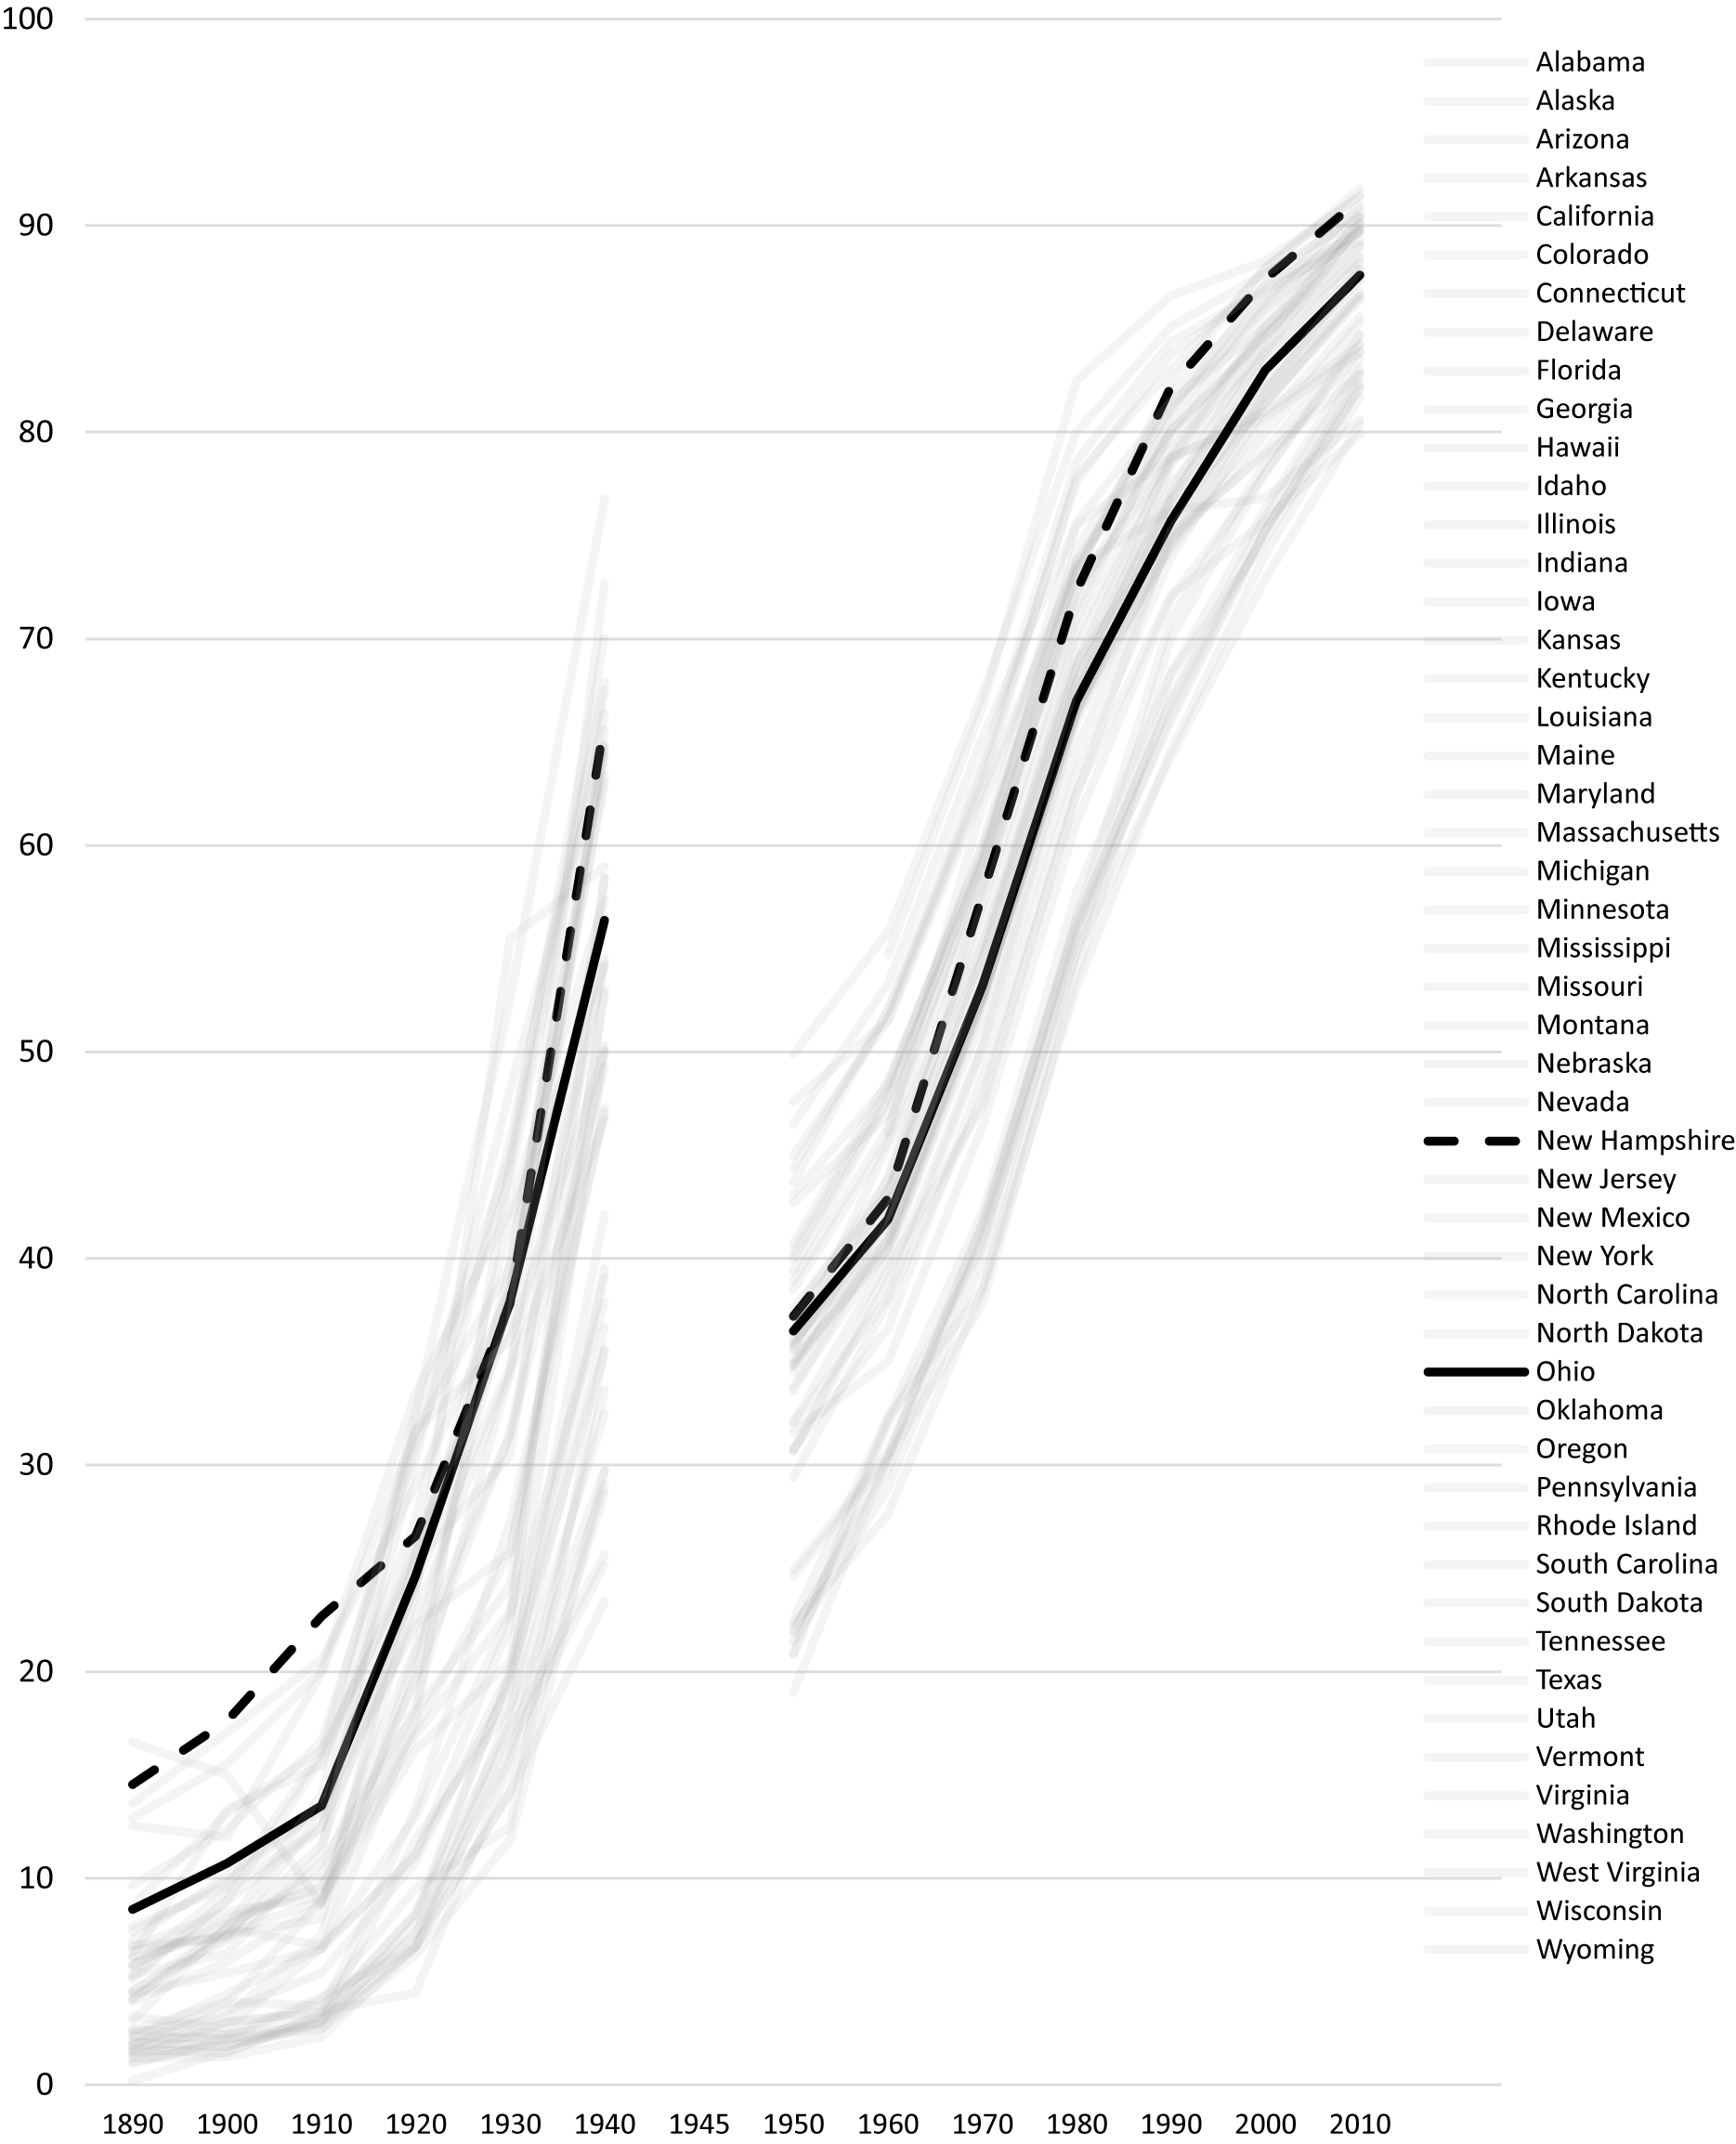 100
90
80
70
60
50
40
30
20
10
0
1890 1900 1910 1920 1930 1940 1945 1950 1960 1970 1980 1990 2000 2010
Alabama
Alaska
Arizona
Arkansas
California
Colorado
Connecticut
Delaware
Florida
Georgia
Hawaii
Idaho
Illinois
Indiana
Iowa
Kansas
Kentucky
Louisiana
Maine
Maryland
Massachusetts
Michigan
Minnesota
Mississippi
Missouri
Montana
Nebraska
Nevada
New Hampshire
New Jersey
New Mexico
New York
North Carolina
North Dakota
Ohio
Oklahoma
Oregon
Pennsylvania
Rhode Island
South Carolina
South Dakota
Tennessee
Texas
Utah
Vermont
Virginia
Washington
West Virginia
Wisconsin
Wyoming